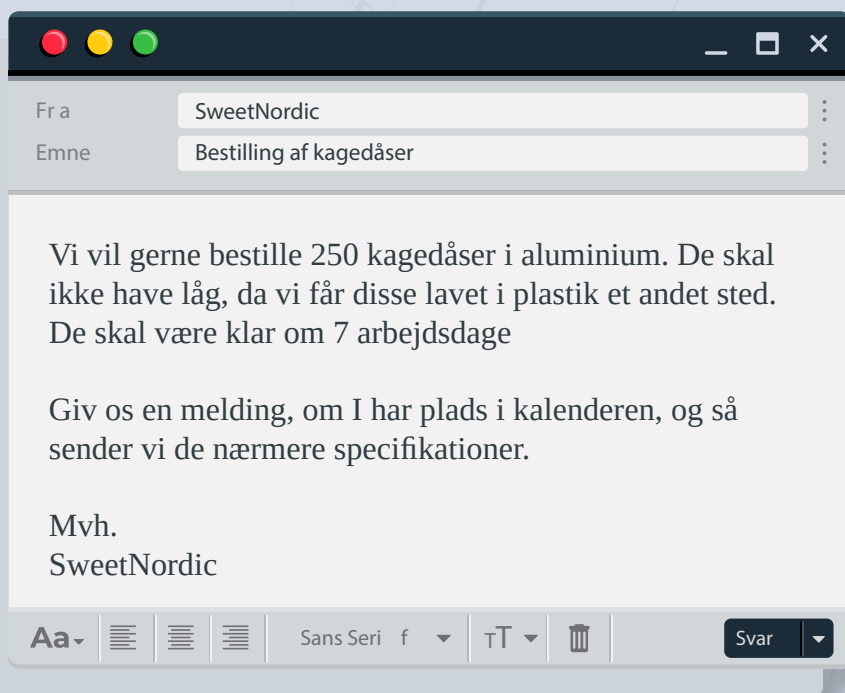 Fra SweetNordic
Emne Bestilling af kagedåser
Vi vil gerne bestille 250 kagedåser i aluminium. De skal
ikke have låg, da vi får disse lavet i plastik et andet sted.
De skal være klar om 7 arbejdsdage
Giv os en melding, om I har plads i kalenderen, og så
sender vi de nærmere specifikationer.
Mvh.
SweetNordic
Aa Sans Seri f TT Svar